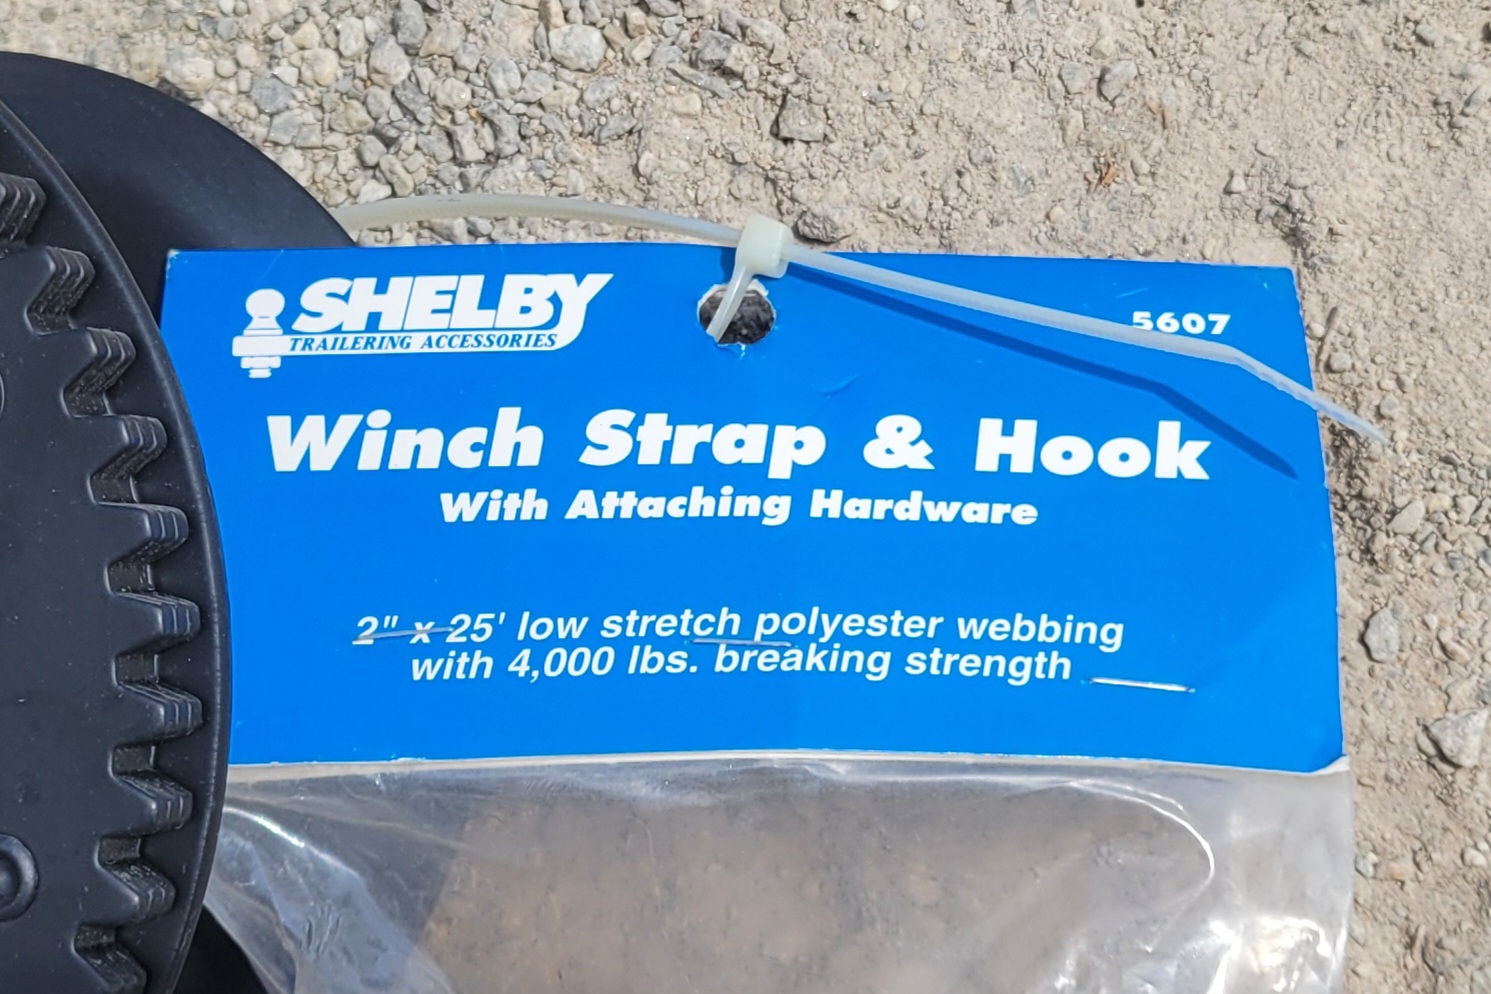 SHELBY
TRAILERING ACCESSORIES
5607
Winch Strap & Hook
With Attaching Hardware
2" x 25' low stretch polyester webbing
with 4,000 lbs. breaking strength